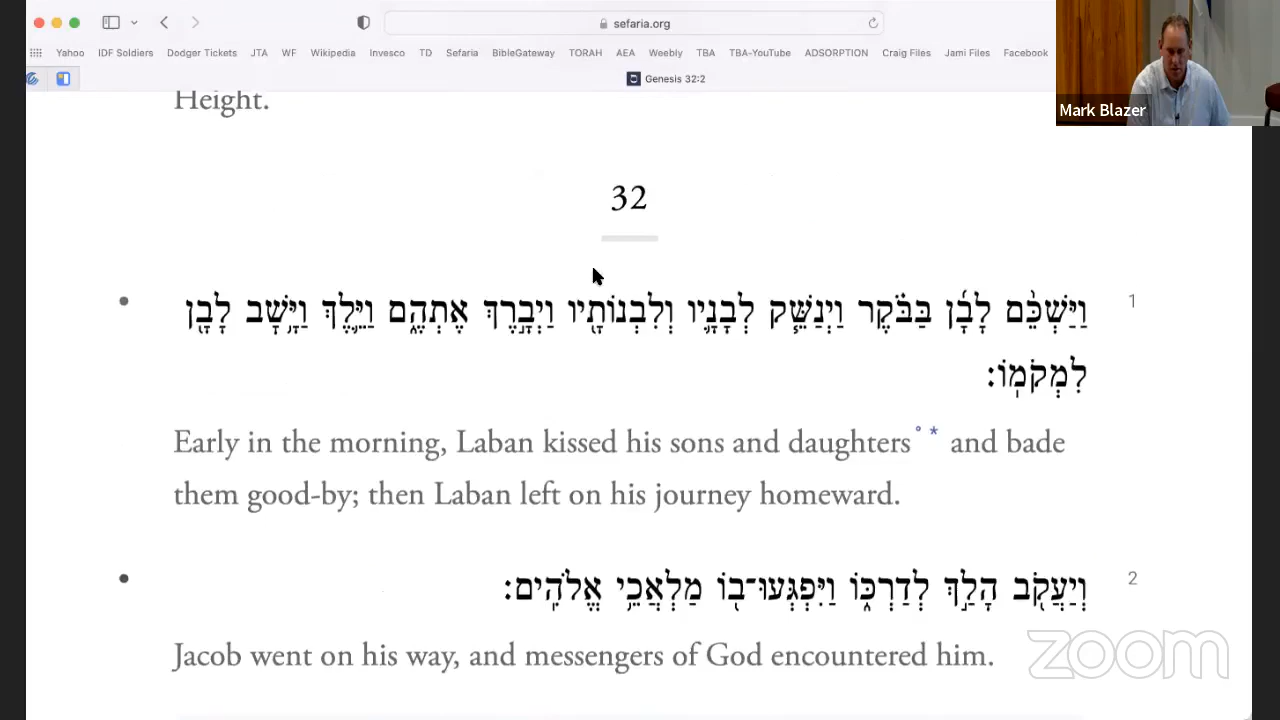 sefaria.org
Yahoo IDF Soldiers Dodger Tickets JTA WF Wikipedia Invesco TD Sefaria BibleGateway TORAH AEA Weebly TBA TBA-YouTube ADSORPTION Craig Files Jami Files Facebook
Genesis 32:2
Mark Blazer
Height.
32
1
וַיַּשְׁכֵּ֨ם לָבָ֜ן בַּבֹּ֗קֶר וַיְנַשֵּׁ֧ק לְבָנָ֛יו וְלִבְנוֹתָ֖יו וַיְבָ֣רֶךְ אֶתְהֶ֑ם וַיֵּ֛לֶךְ וַיָּ֥שׇׁב לָבָ֖ן
לִמְקֹמֽוֹ׃
Early in the morning, Laban kissed his sons and daughters°* and bade
them good-by; then Laban left on his journey homeward.
2
וְיַעֲקֹ֖ב הָלַ֣ךְ לְדַרְכּ֑וֹ וַיִּפְגְּעוּ־ב֖וֹ מַלְאֲכֵ֥י אֱלֹהִֽים׃
Jacob went on his way, and messengers of God encountered him.
zoom